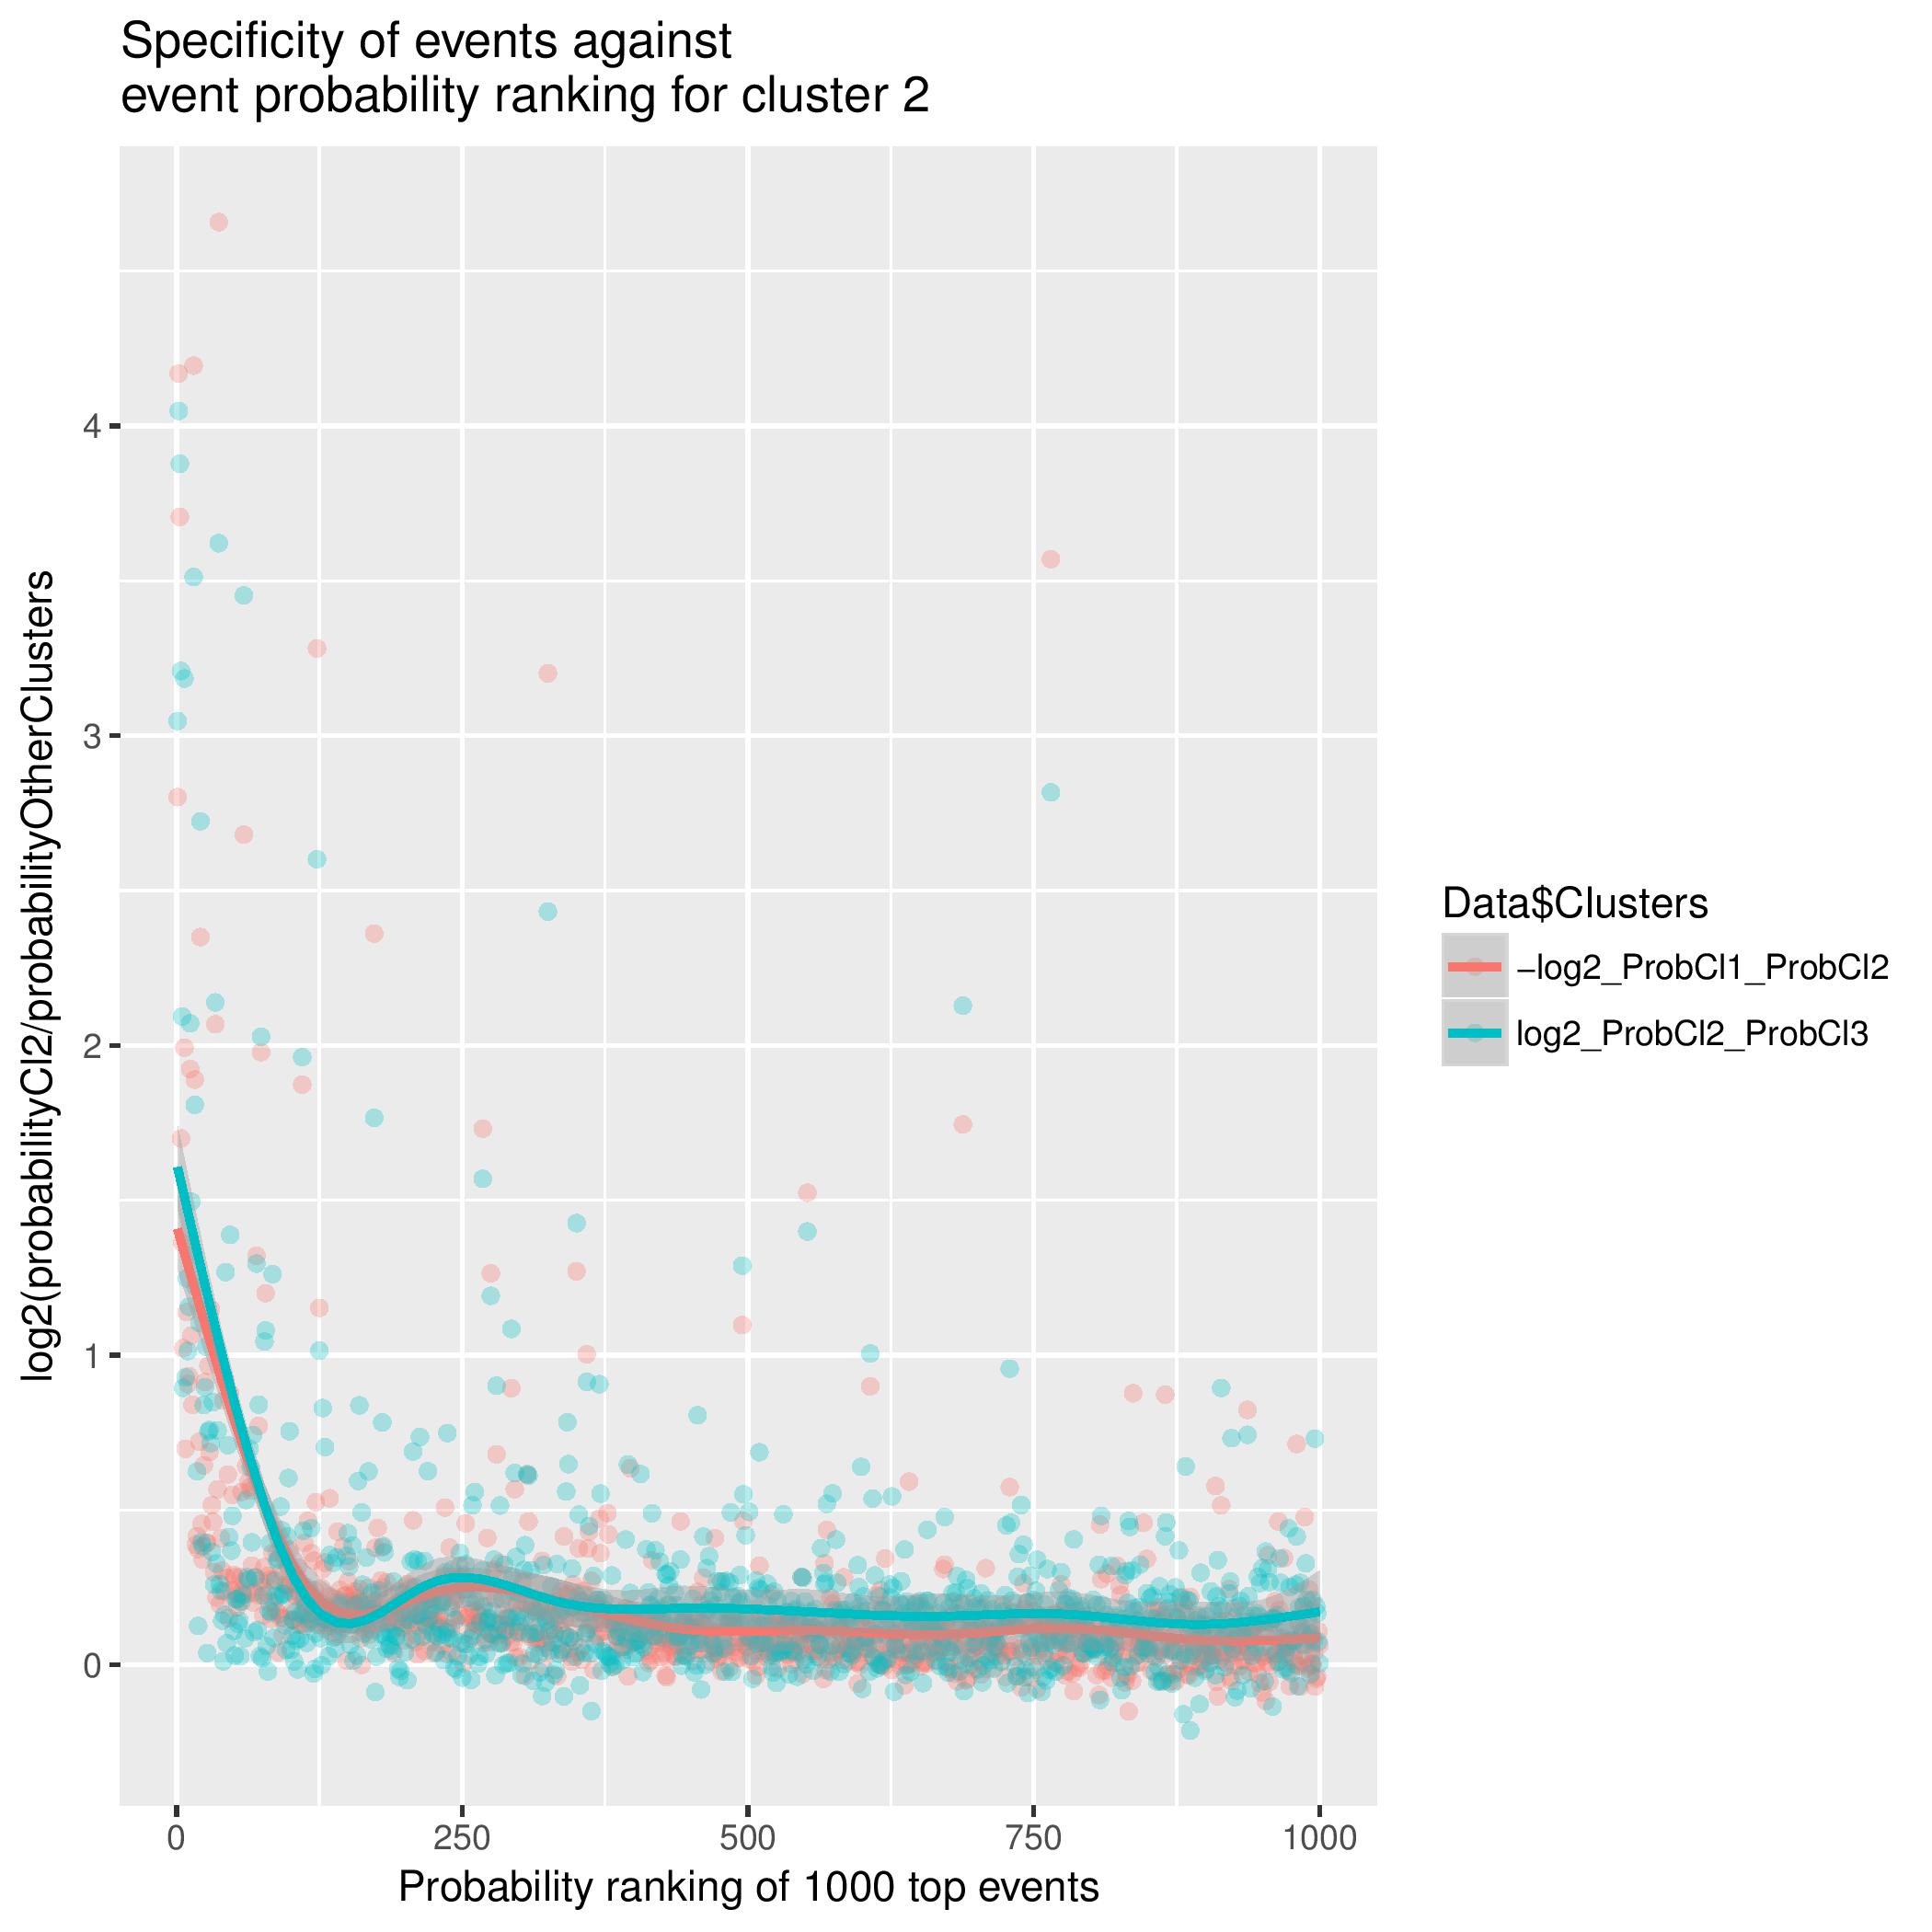 Specificity of events against
event probability ranking for cluster 2
log2(probabilityCl2/probabilityOtherClusters
4
3
2
1
0
0
250
500
750
1000
Probability ranking of 1000 top events
Data$Clusters
−log2_ProbCl1_ProbCl2
log2_ProbCl2_ProbCl3